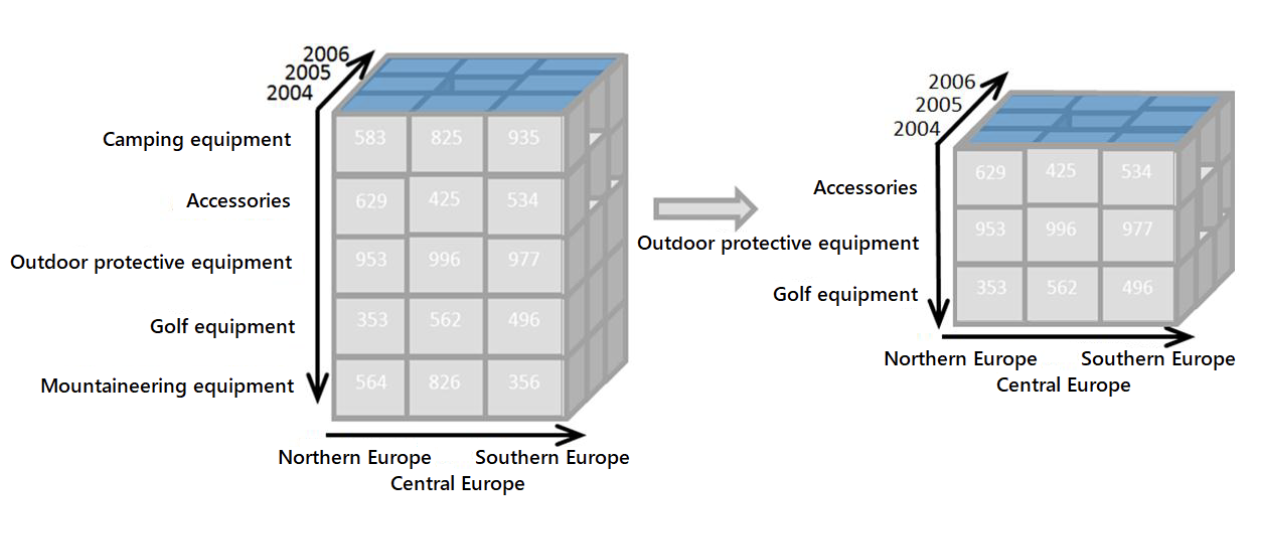 2006
2005
2004
Camping equipment
583 825 935
Accessories
629 425 534
Outdoor protective equipment
953 996 977
Golf equipment
353 562 496
Mountaineering equipment
564 826 356
Northern Europe Southern Europe
Central Europe
2006
2005
2004
Accessories
629 425 534
Outdoor protective equipment
953 996 977
Golf equipment
353 562 496
Northern Europe Southern Europe
Central Europe